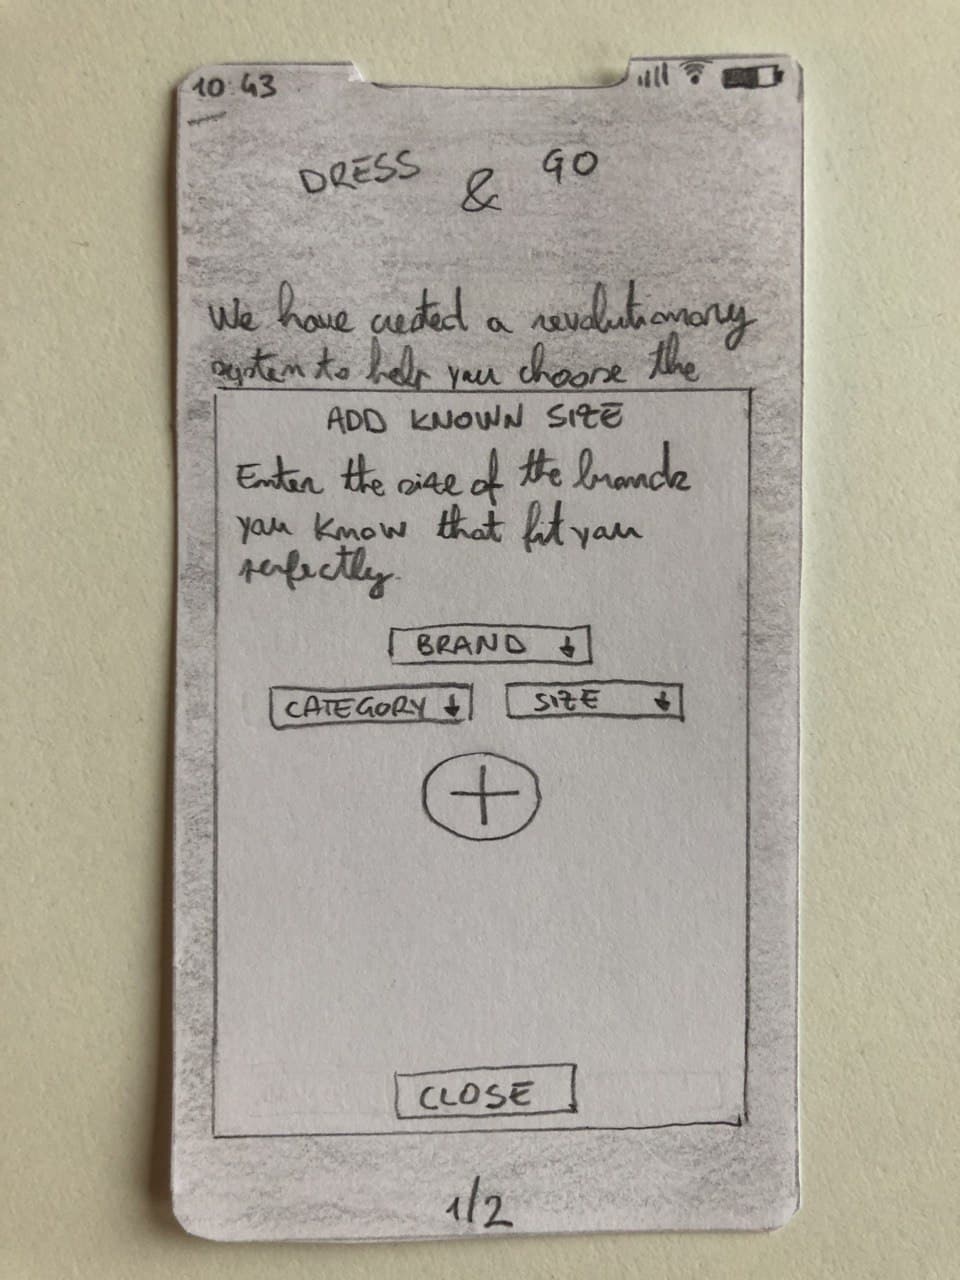 10:43
DRESS & GO
We have created a revolutionary
system to help you choose the
ADD KNOWN SIZE
Enter the size of the brands
you know that fit you
perfectly.
BRAND ↓
CATEGORY ↓ SIZE ↓
+
CLOSE
1/2